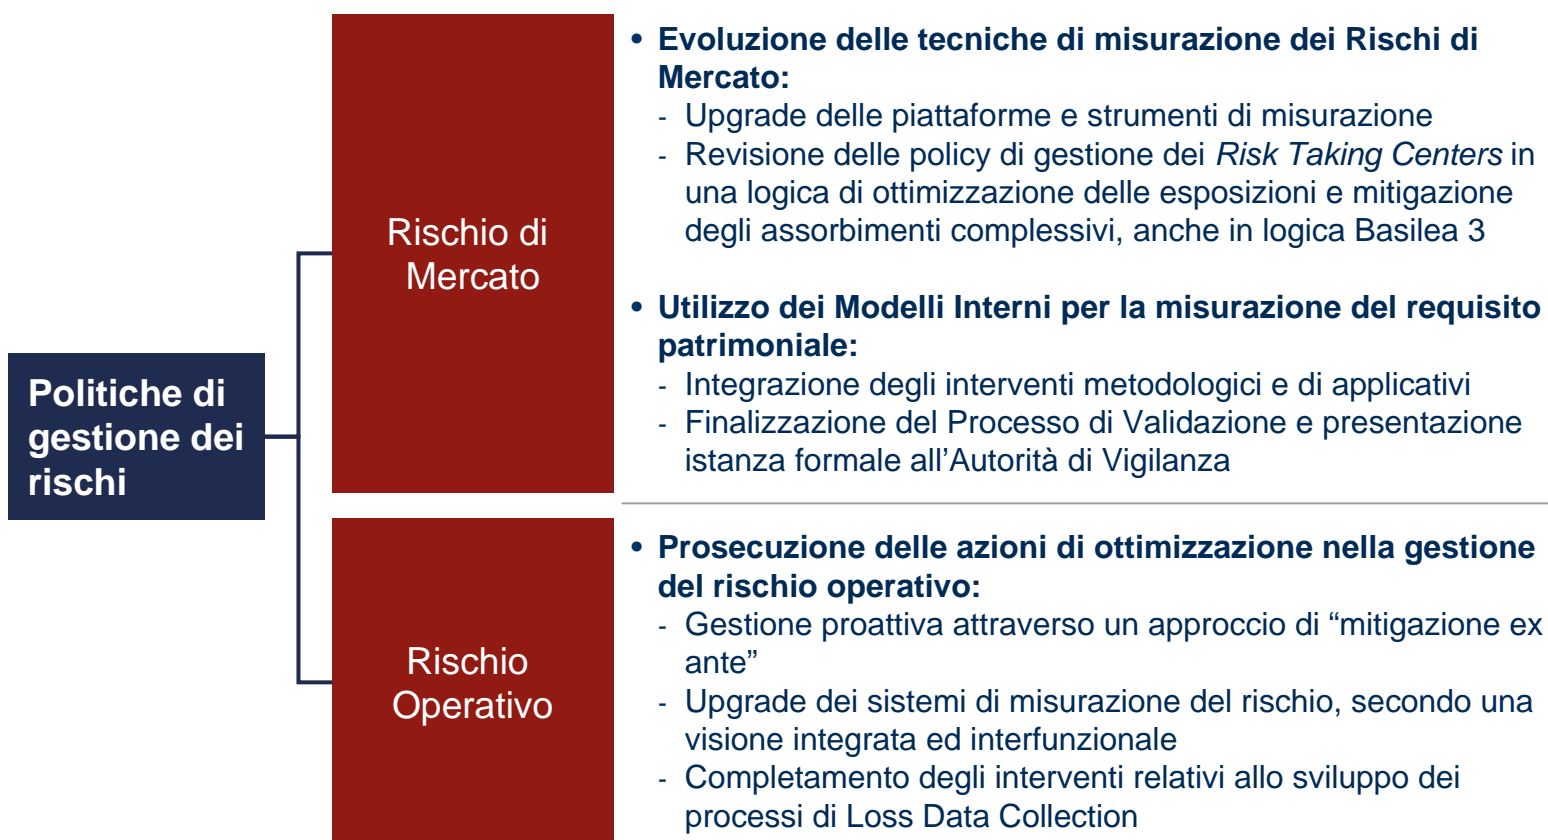 Politiche di
gestione dei
rischi
Rischio di
Mercato
• Evoluzione delle tecniche di misurazione dei Rischi di
Mercato:
- Upgrade delle piattaforme e strumenti di misurazione
- Revisione delle policy di gestione dei Risk Taking Centers in
una logica di ottimizzazione delle esposizioni e mitigazione
degli assorbimenti complessivi, anche in logica Basilea 3
• Utilizzo dei Modelli Interni per la misurazione del requisito
patrimoniale:
- Integrazione degli interventi metodologici e di applicativi
- Finalizzazione del Processo di Validazione e presentazione
istanza formale all’Autorità di Vigilanza
Rischio
Operativo
• Prosecuzione delle azioni di ottimizzazione nella gestione
del rischio operativo:
- Gestione proattiva attraverso un approccio di “mitigazione ex
ante”
- Upgrade dei sistemi di misurazione del rischio, secondo una
visione integrata ed interfunzionale
- Completamento degli interventi relativi allo sviluppo dei
processi di Loss Data Collection